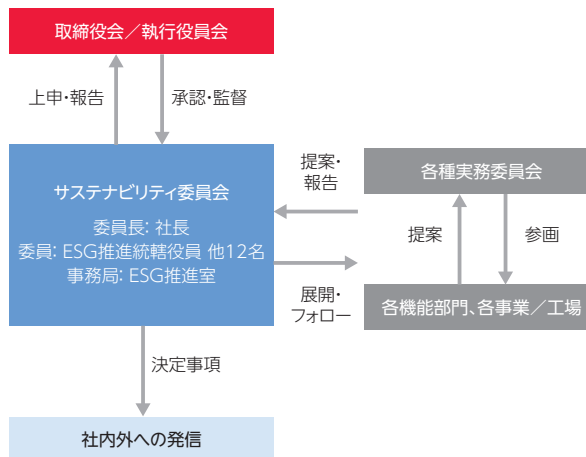 取締役会／執行役員会
上申・報告
承認・監督
サステナビリティ委員会
委員長: 社長
委員: ESG推進統轄役員 他12名
事務局: ESG推進室
提案・
報告
展開・
フォロー
各種実務委員会
提案
参画
各機能部門、各事業／工場
決定事項
社内外への発信